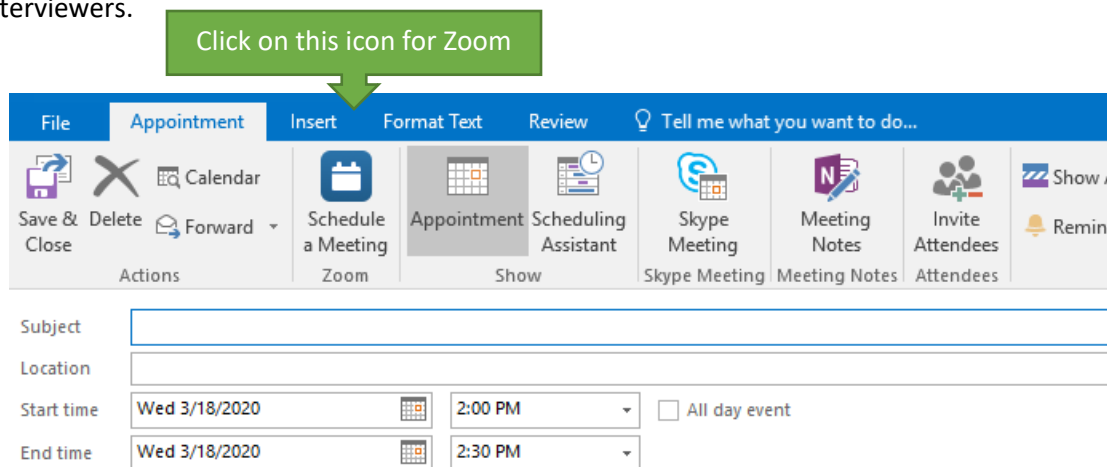 terviewers.
Click on this icon for Zoom
File Appointment Insert Format Text Review Tell me what you want to do...
Calendar Show
Save & Close Delete Forward Schedule a Meeting Appointment Scheduling Assistant Skype Meeting Meeting Notes Invite Attendees Remin
Actions Zoom Show Skype Meeting Meeting Notes Attendees
Subject
Location
Start time Wed 3/18/2020 2:00 PM All day event
End time Wed 3/18/2020 2:30 PM